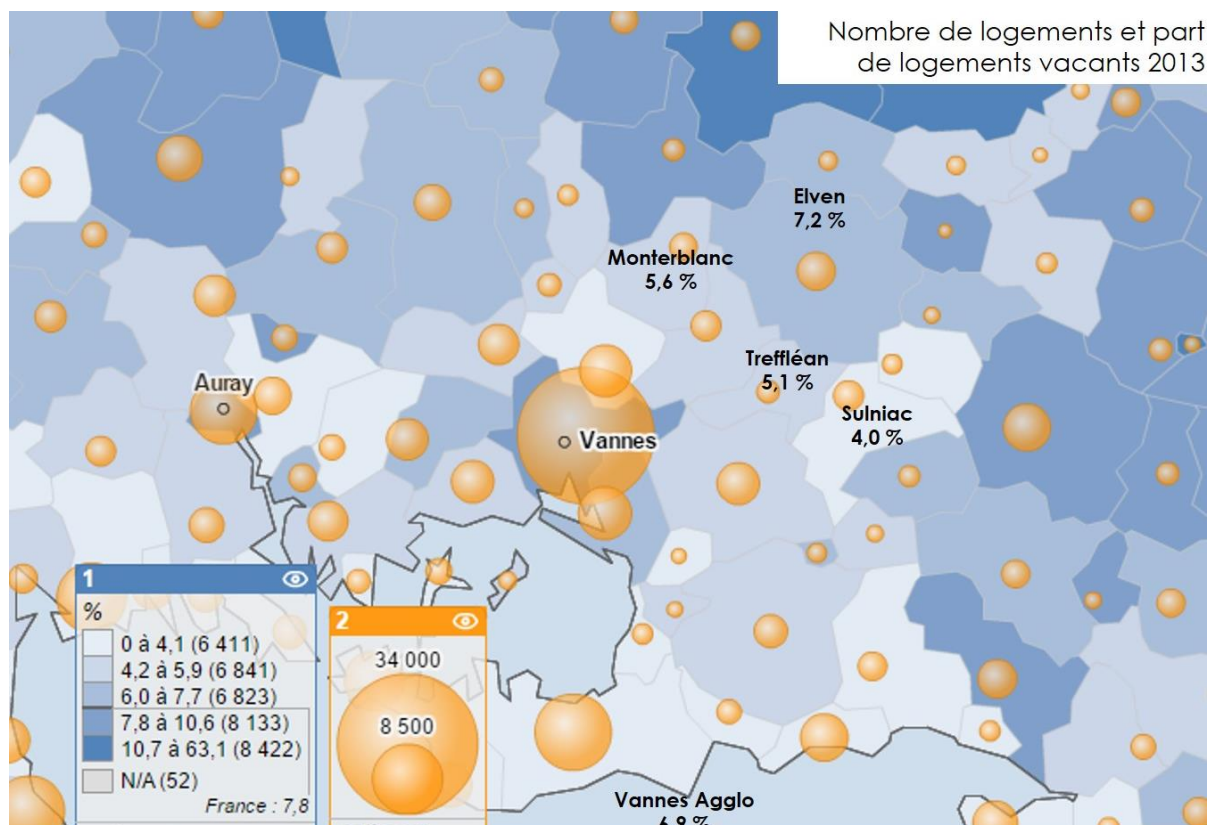 Nombre de logements et part
de logements vacants 2013
Elven
7,2 %
Monterblanc
5,6 %
Treffléan
5,1 %
Auray
Sulniac
4,0 %
Vannes
1
%
0 à 4,1 (6 411)
4,2 à 5,9 (6 841)
6,0 à 7,7 (6 823)
7,8 à 10,6 (8 133)
10,7 à 63,1 (8 422)
N/A (52)
France : 7,8
2
34 000
8 500
Vannes Agglo
6,9 %